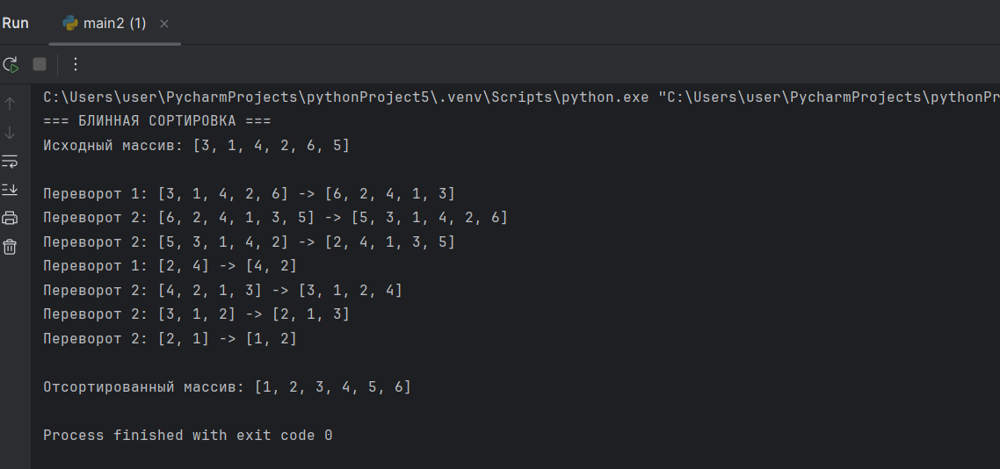 Run main2 (1)
C:\Users\user\PycharmProjects\pythonProject5\.venv\Scripts\python.exe "C:\Users\user\PycharmProjects\pythonPr
=== БЛИННАЯ СОРТИРОВКА ===
Исходный массив: [3, 1, 4, 2, 6, 5]
Переворот 1: [3, 1, 4, 2, 6] -> [6, 2, 4, 1, 3]
Переворот 2: [6, 2, 4, 1, 3, 5] -> [5, 3, 1, 4, 2, 6]
Переворот 2: [5, 3, 1, 4, 2] -> [2, 4, 1, 3, 5]
Переворот 1: [2, 4] -> [4, 2]
Переворот 2: [4, 2, 1, 3] -> [3, 1, 2, 4]
Переворот 2: [3, 1, 2] -> [2, 1, 3]
Переворот 2: [2, 1] -> [1, 2]
Отсортированный массив: [1, 2, 3, 4, 5, 6]
Process finished with exit code 0